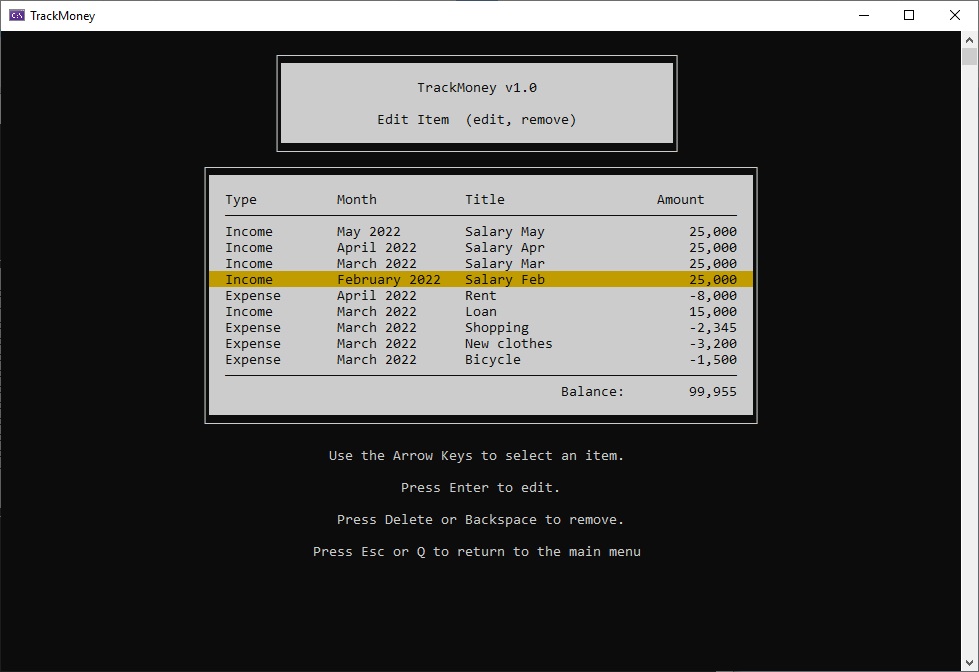 TrackMoney
TrackMoney v1.0
Edit Item  (edit, remove)
Type Month Title Amount
Income May 2022 Salary May 25,000
Income April 2022 Salary Apr 25,000
Income March 2022 Salary Mar 25,000
Income February 2022 Salary Feb 25,000
Expense April 2022 Rent -8,000
Income March 2022 Loan 15,000
Expense March 2022 Shopping -2,345
Expense March 2022 New clothes -3,200
Expense March 2022 Bicycle -1,500
Balance: 99,955
Use the Arrow Keys to select an item.
Press Enter to edit.
Press Delete or Backspace to remove.
Press Esc or Q to return to the main menu